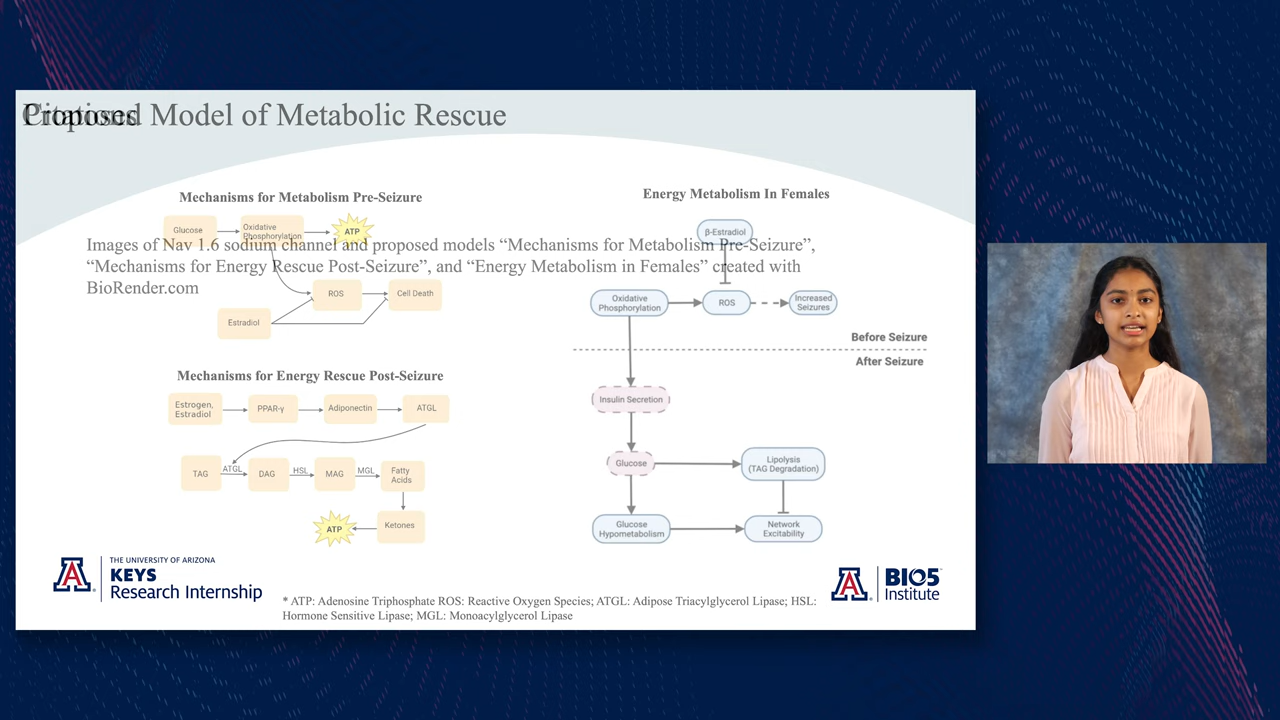 Proposed Model of Metabolic Rescue
Citations
Mechanisms for Metabolism Pre-Seizure
Glucose
Oxidative
Phosphorylation
ATP
ROS
Cell Death
Estradiol
Images of Nav 1.6 sodium channel and proposed models “Mechanisms for Metabolism Pre-Seizure”,
“Mechanisms for Energy Rescue Post-Seizure”, and “Energy Metabolism in Females” created with
BioRender.com
Mechanisms for Energy Rescue Post-Seizure
Estrogen,
Estradiol
PPAR-γ
Adiponectin
ATGL
TAG
ATGL
DAG
HSL
MAG
MGL
Fatty
Acids
ATP
Ketones
Energy Metabolism In Females
β-Estradiol
Oxidative
Phosphorylation
ROS
Increased
Seizures
Before Seizure
After Seizure
Insulin Secretion
Glucose
Lipolysis
(TAG Degradation)
Glucose
Hypometabolism
Network
Excitability
A
THE UNIVERSITY OF ARIZONA
KEYS
Research Internship
* ATP: Adenosine Triphosphate ROS: Reactive Oxygen Species; ATGL: Adipose Triacylglycerol Lipase; HSL:
Hormone Sensitive Lipase; MGL: Monoacylglycerol Lipase
A
BIO5
Institute